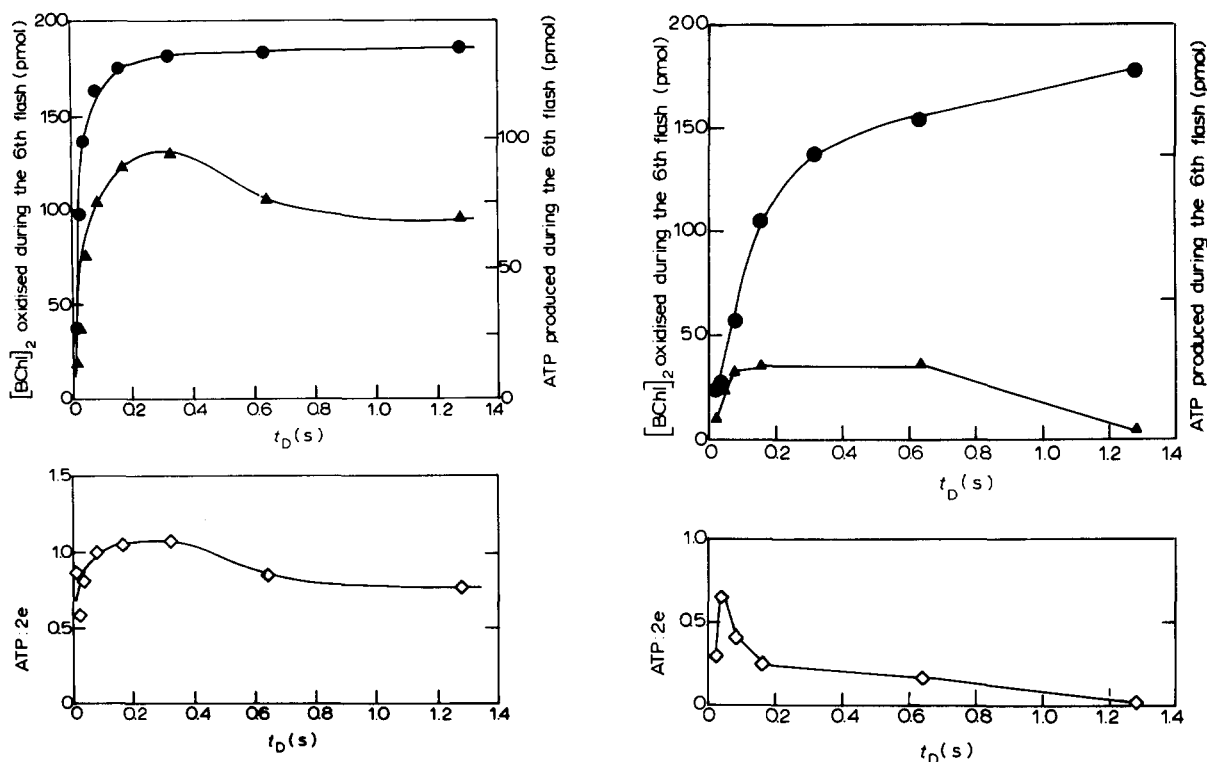 [BChl]2 oxidised during the 6th flash (pmol)
200
150
100
50
0
ATP produced during the 6th flash (pmol)
100
50
0
0 0.2 0.4 0.6 0.8 1.0 1.2 1.4
tD(s)
ATP:2e
1.5
1.0
0.5
0
0 0.2 0.4 0.6 0.8 1.0 1.2 1.4
tD(s)
[BChl]2 oxidised during the 6th flash (pmol)
200
150
100
50
0
ATP produced during the 6th flash (pmol)
0 0.2 0.4 0.6 0.8 1.0 1.2 1.4
tD(s)
ATP:2e
1.0
0.5
0
0 0.2 0.4 0.6 0.8 1.0 1.2 1.4
tD(s)